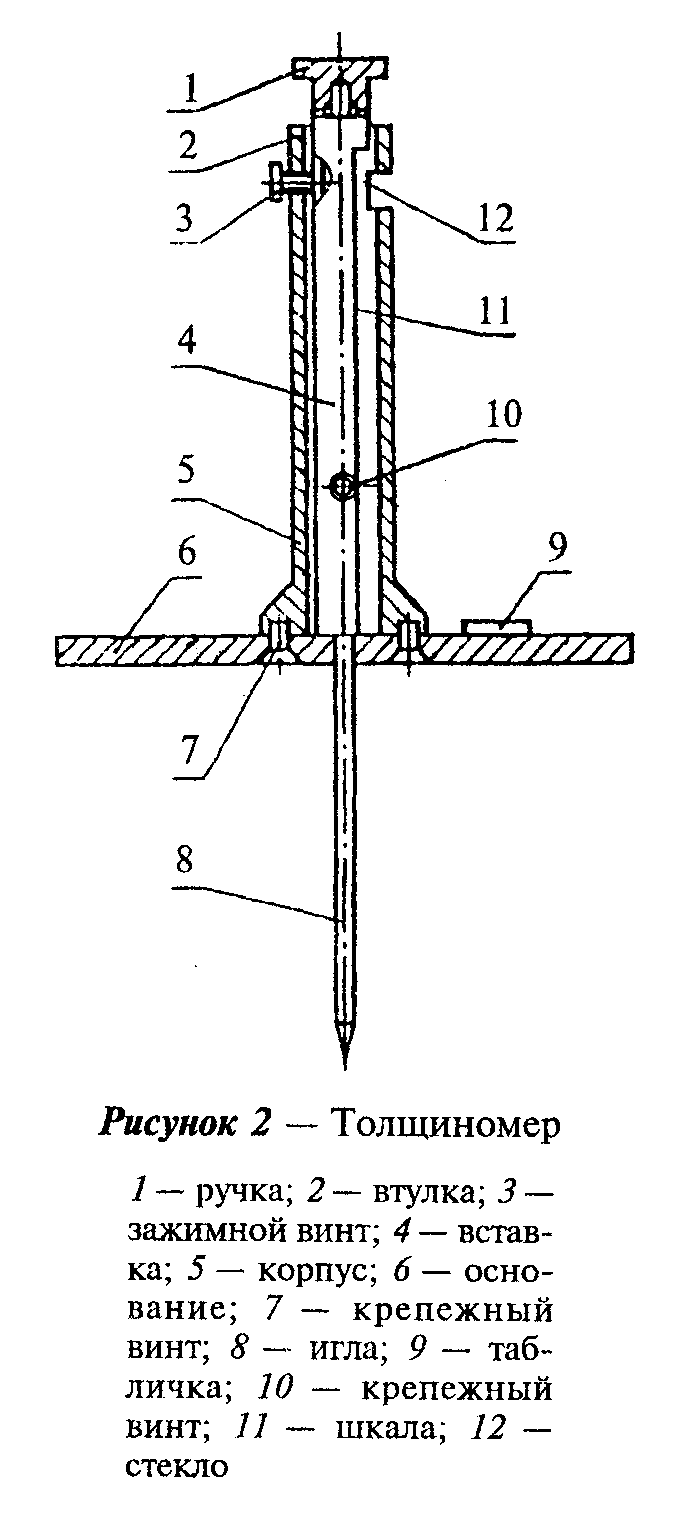 1
2
3
12
11
4
10
5
9
6
7
8
Рисунок 2 — Толщиномер
1 — ручка; 2 — втулка; 3 —
зажимной винт; 4 — встав-
ка; 5 — корпус; 6 — осно-
вание; 7 — крепежный
винт; 8 — игла; 9 — таб-
личка; 10 — крепежный
винт; 11 — шкала; 12 —
стекло